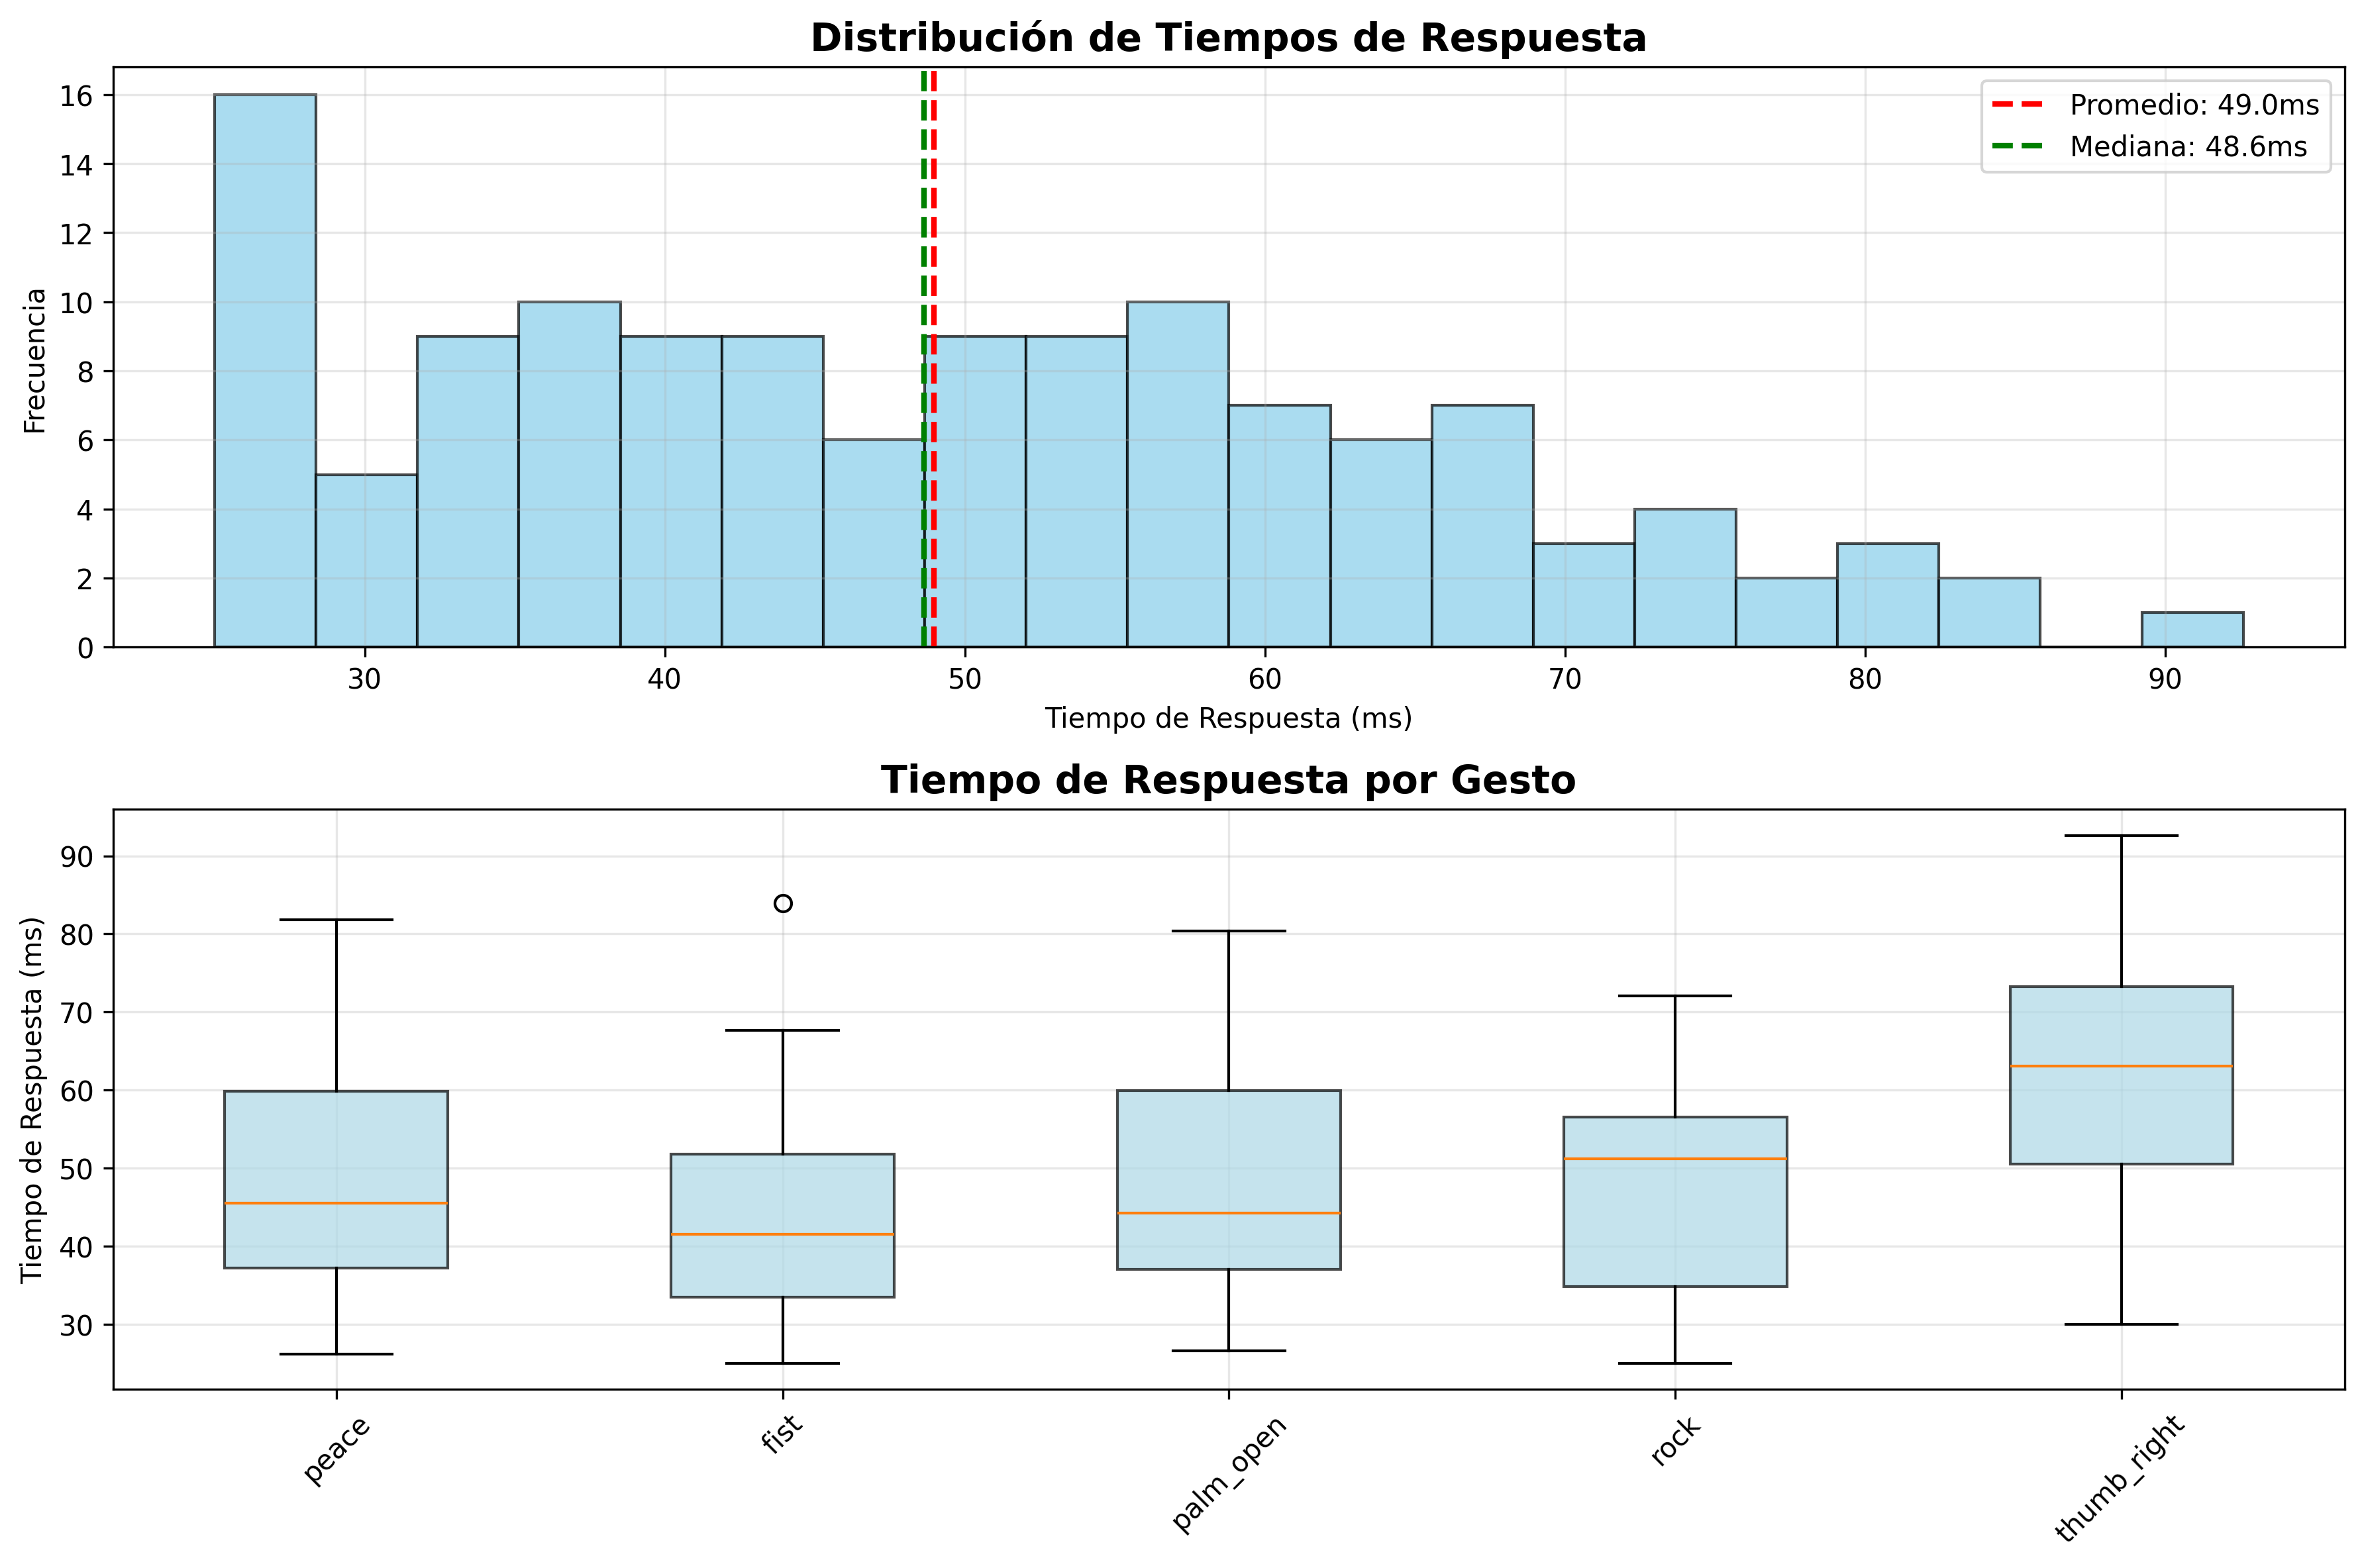 Distribución de Tiempos de Respuesta
Promedio: 49.0ms
Mediana: 48.6ms
Frecuencia
16
14
12
10
8
6
4
2
0
30 40 50 60 70 80 90
Tiempo de Respuesta (ms)
Tiempo de Respuesta por Gesto
Tiempo de Respuesta (ms)
90
80
70
60
50
40
30
peace fist palm_open rock thumb_right